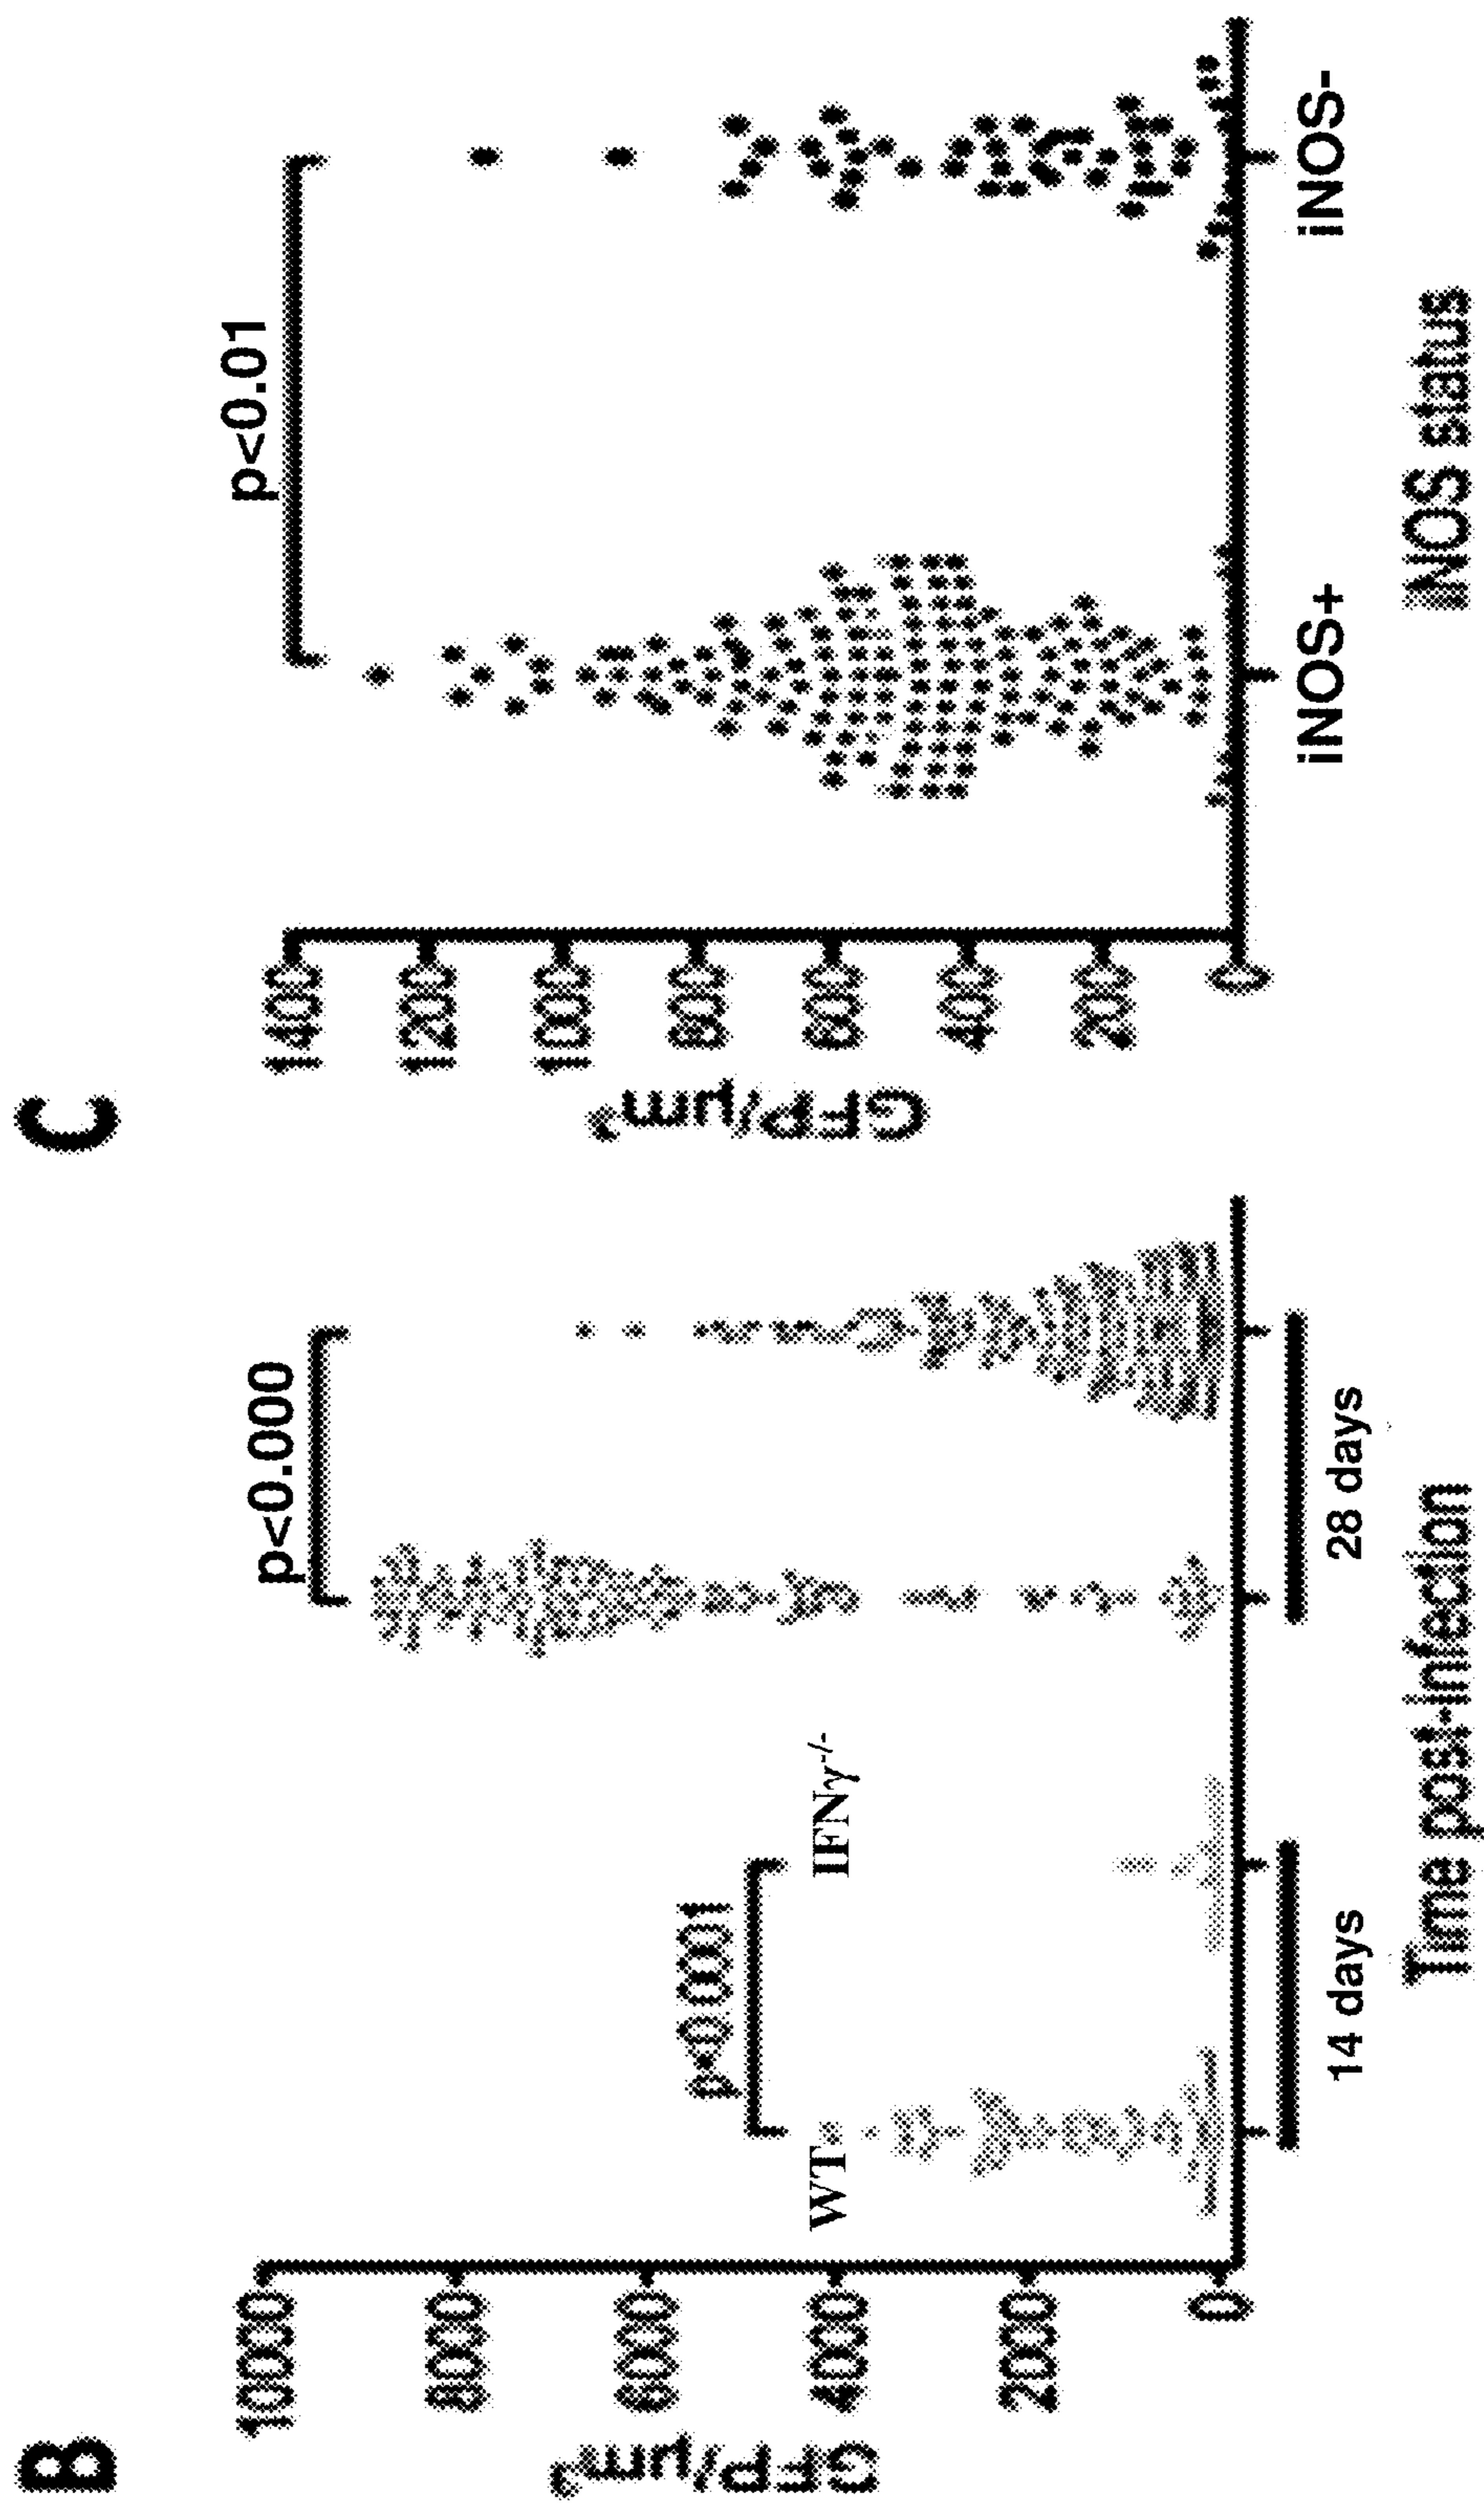 B
GFP/μm²
10000
8000
6000
4000
2000
0
WT
IFNγ-/-
p<0.0001
p<0.000
14 days
28 days
Time post-infection
C
GFP/μm²
1400
1200
1000
800
600
400
200
0
p<0.01
iNOS+
iNOS-
iNOS status